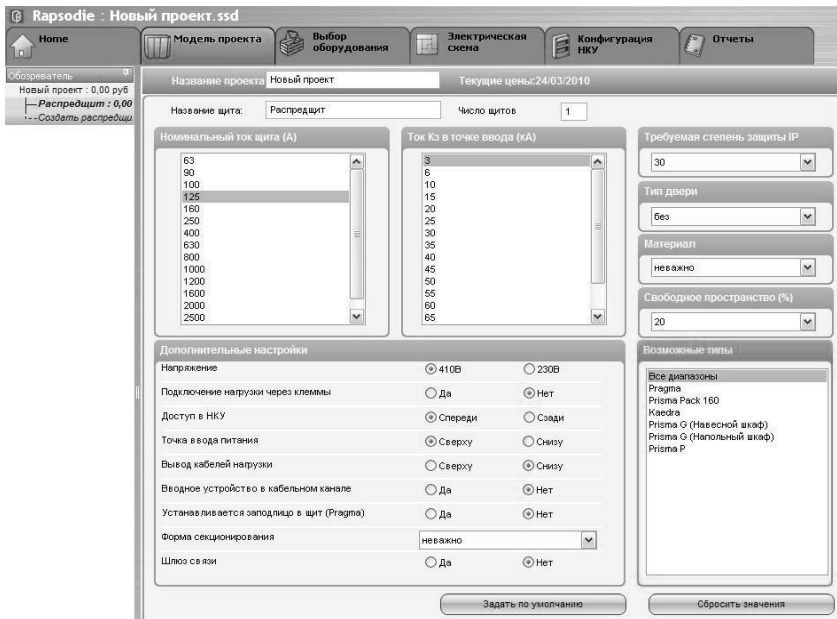 Rapsodie : Новый проект.ssd
Home
Модель проекта
Выбор оборудования
Электрическая схема
Конфигурация НКУ
Отчеты
Обозреватель
Новый проект : 0,00 руб
Распредщит : 0,00
Создать распредщи
Название проекта Новый проект Текущие цены:24/03/2010
Название щита: Распредщит Число щитов 1
Номинальный ток щита (А)
63
90
100
125
160
250
400
630
800
1000
1200
1600
2000
2500
Ток Кз в точке ввода (кА)
3
6
10
15
20
25
30
35
40
45
50
55
60
65
Требуемая степень защиты IP
30
Тип двери
без
Материал
неважно
Свободное пространство (%)
20
Дополнительные настройки
Напряжение 410В 230В
Подключение нагрузки через клеммы Да Нет
Доступ в НКУ Спереди Сзади
Точка ввода питания Сверху Снизу
Вывод кабелей нагрузки Сверху Снизу
Вводное устройство в кабельном канале Да Нет
Устанавливается заподлицо в щит (Pragma) Да Нет
Форма секционирования неважно
Шлюз связи Да Нет
Возможные типы
Все диапазоны
Pragma
Prisma Pack 160
Kaedra
Prisma G (Навесной шкаф)
Prisma G (Напольный шкаф)
Prisma P
Задать по умолчанию
Сбросить значения